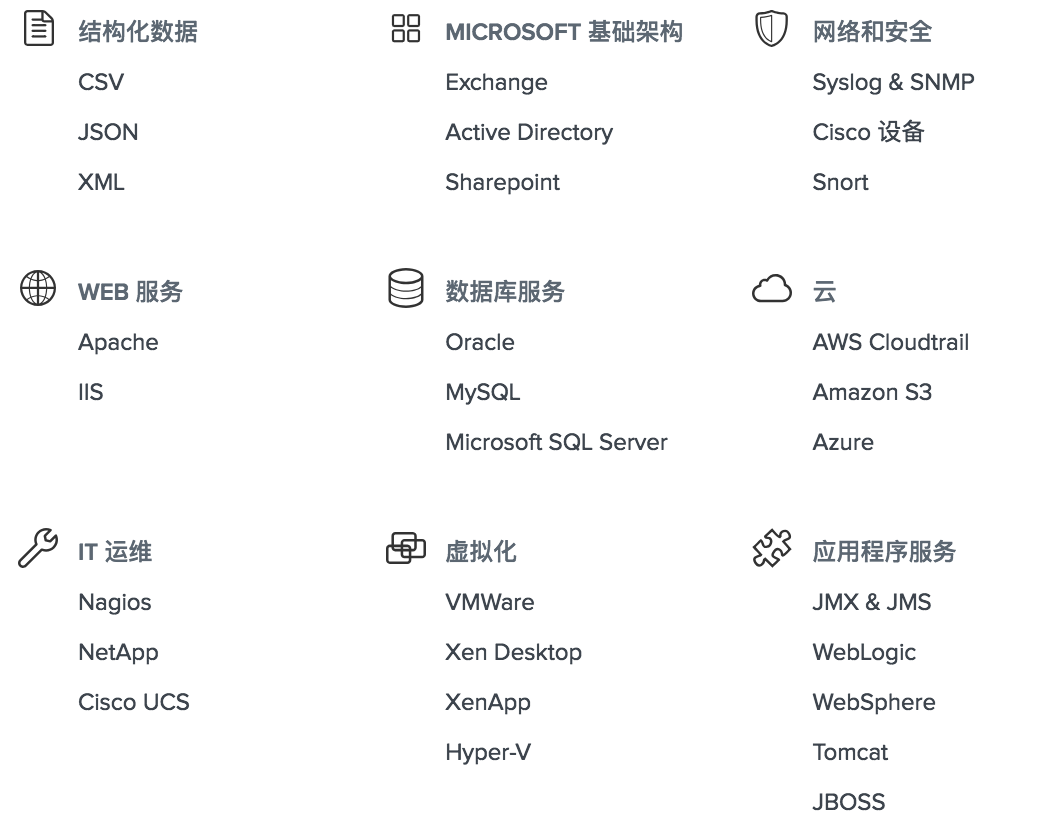 结构化数据
CSV
JSON
XML
MICROSOFT 基础架构
Exchange
Active Directory
Sharepoint
网络和安全
Syslog & SNMP
Cisco 设备
Snort
WEB 服务
Apache
IIS
数据库服务
Oracle
MySQL
Microsoft SQL Server
云
AWS Cloudtrail
Amazon S3
Azure
IT 运维
Nagios
NetApp
Cisco UCS
虚拟化
VMWare
Xen Desktop
XenApp
Hyper-V
应用程序服务
JMX & JMS
WebLogic
WebSphere
Tomcat
JBOSS